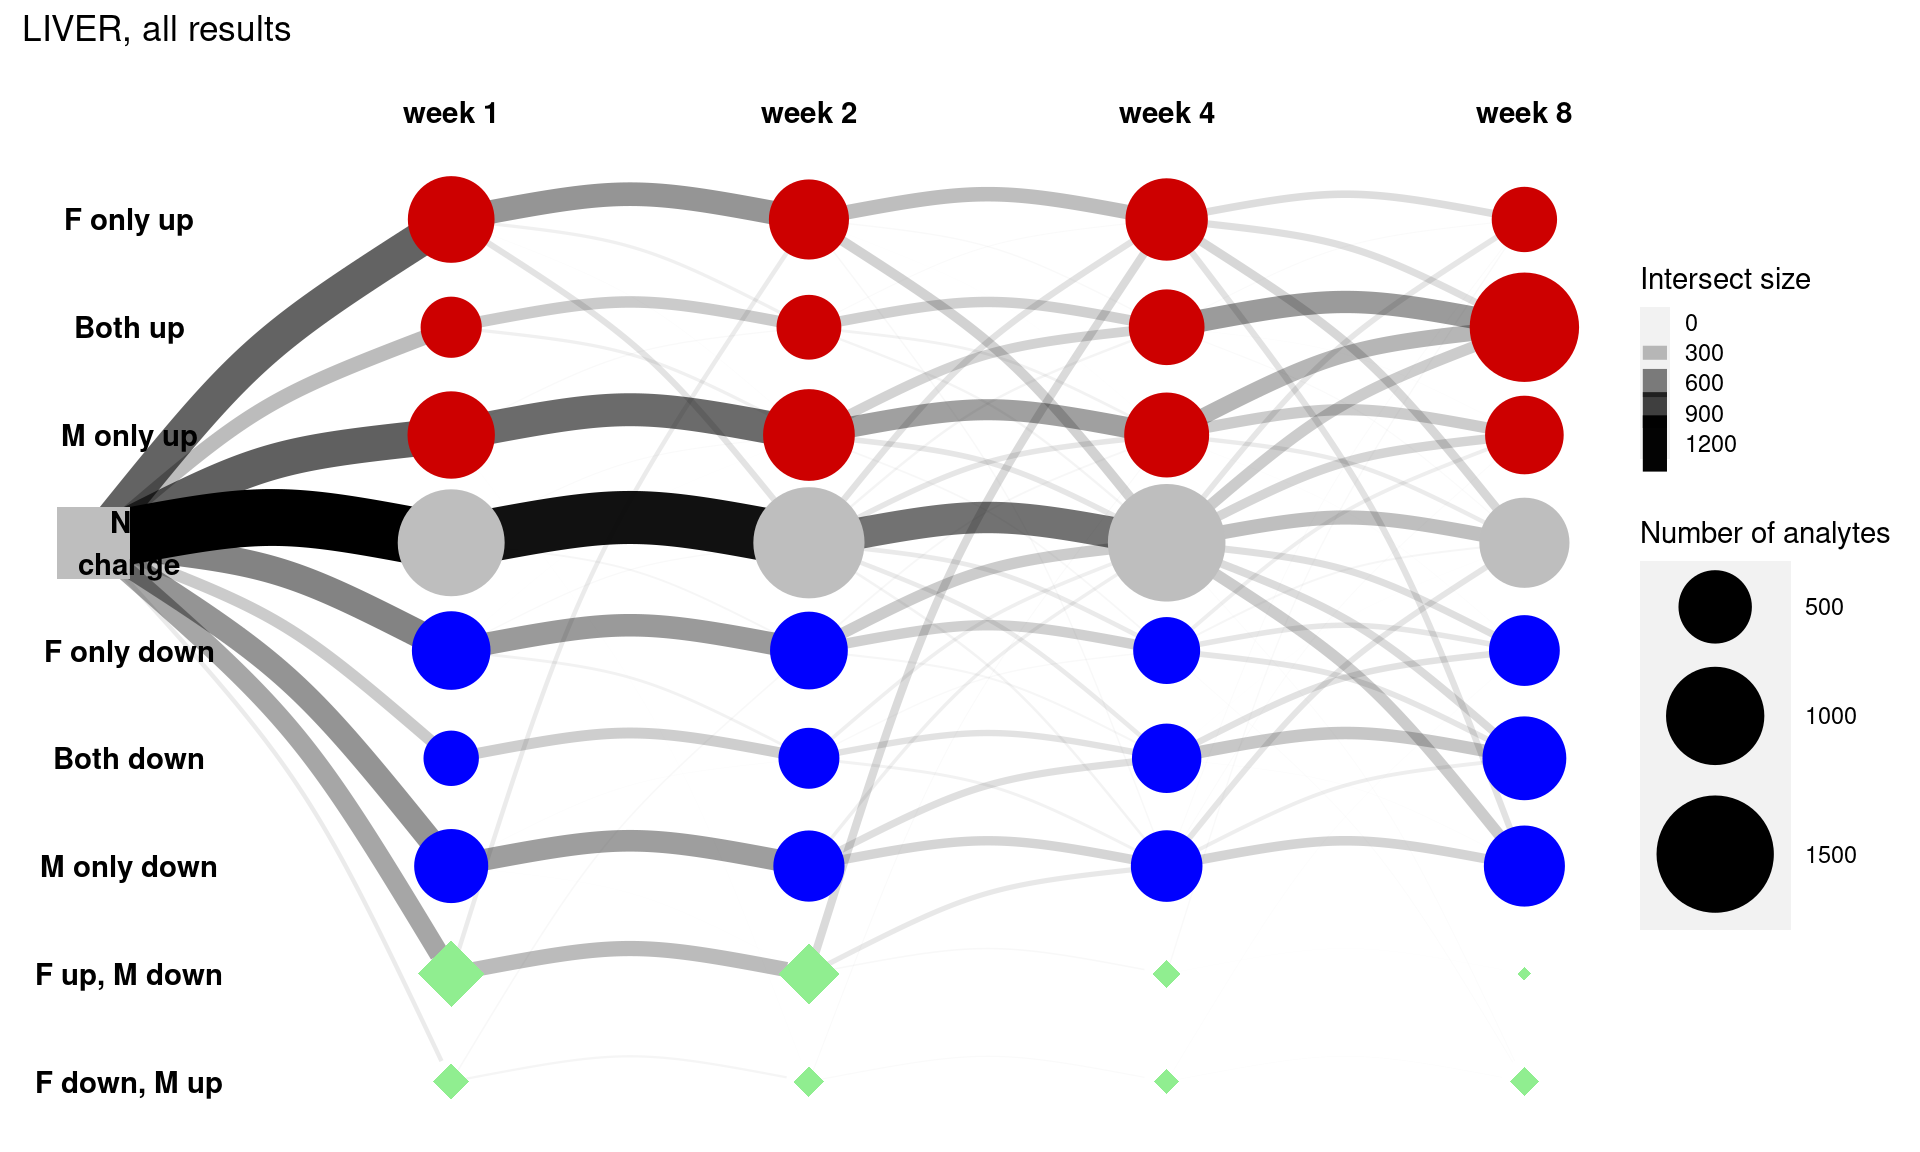 LIVER, all results
week 1
week 2
week 4
week 8
F only up
Both up
M only up
change
F only down
Both down
M only down
F up, M down
F down, M up
Intersect size
0
300
600
900
1200
Number of analytes
500
1000
1500